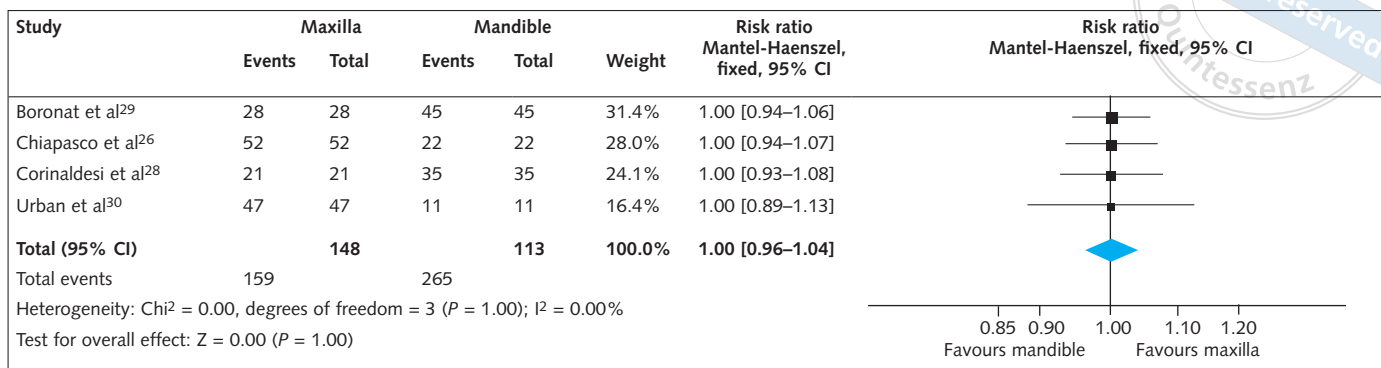 Study Maxilla Mandible Risk ratio Risk ratio
Events Total Events Total Weight Mantel-Haenszel, fixed, 95% CI Mantel-Haenszel, fixed, 95% CI
Boronat et al29 28 28 45 45 31.4% 1.00 [0.94–1.06]
Chiapasco et al26 52 52 22 22 28.0% 1.00 [0.94–1.07]
Corinaldesi et al28 21 21 35 35 24.1% 1.00 [0.93–1.08]
Urban et al30 47 47 11 11 16.4% 1.00 [0.89–1.13]
Total (95% CI) 148 113 100.0% 1.00 [0.96–1.04]
Total events 159 265
Heterogeneity: Chi2 = 0.00, degrees of freedom = 3 (P = 1.00); I2 = 0.00%
Test for overall effect: Z = 0.00 (P = 1.00)
0.85 0.90 1.00 1.10 1.20
Favours mandible Favours maxilla
Quintessenz
reserved